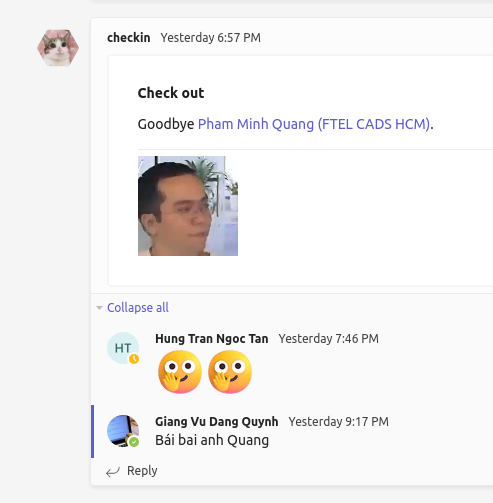 checkin Yesterday 6:57 PM
Check out
Goodbye Pham Minh Quang (FTEL CADS HCM).
Collapse all
HT
Hung Tran Ngoc Tan Yesterday 7:46 PM
Giang Vu Dang Quynh Yesterday 9:17 PM
Bái bai anh Quang
Reply